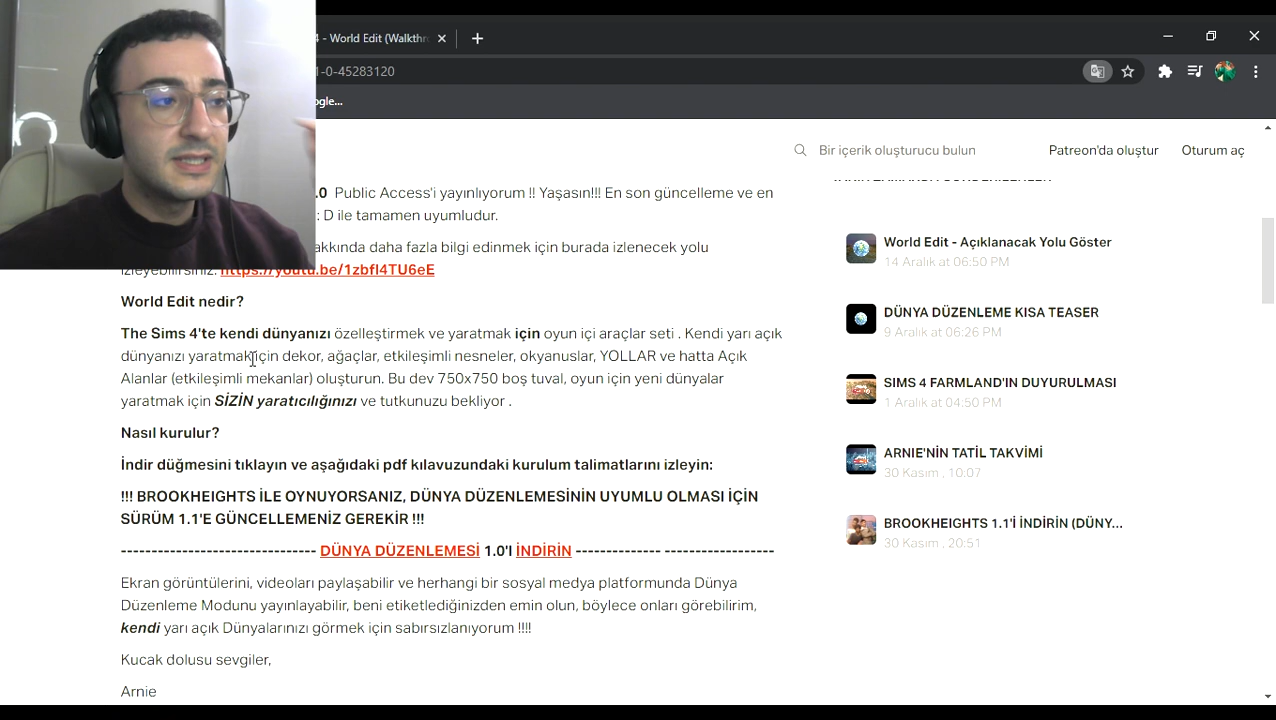 4 - World Edit (Walkthr
1-0-45283120
ogle...
Bir içerik oluşturucu bulun
Patreon'da oluştur
Oturum aç
.0 Public Access'i yayınlıyorum !! Yaşasın!!! En son güncelleme ve en
: D ile tamamen uyumludur.
akkında daha fazla bilgi edinmek için burada izlenecek yolu
izleyebilirsiniz: https://youtu.be/1zbfI4TU6eE
World Edit nedir?
The Sims 4'te kendi dünyanızı özelleştirmek ve yaratmak için oyun içi araçlar seti . Kendi yarı açık
dünyanızı yaratmak için dekor, ağaçlar, etkileşimli nesneler, okyanuslar, YOLLAR ve hatta Açık
Alanlar (etkileşimli mekanlar) oluşturun. Bu dev 750x750 boş tuval, oyun için yeni dünyalar
yaratmak için SİZİN yaratıcılığınızı ve tutkunuzu bekliyor .
Nasıl kurulur?
İndir düğmesini tıklayın ve aşağıdaki pdf kılavuzundaki kurulum talimatlarını izleyin:
!!! BROOKHEIGHTS İLE OYNUYORSANIZ, DÜNYA DÜZENLEMESİNİN UYUMLU OLMASI İÇİN
SÜRÜM 1.1'E GÜNCELLEMENİZ GEREKİR !!!
-------------------------------- DÜNYA DÜZENLEMESİ 1.0'I İNDİRİN -------------- ------------------
Ekran görüntülerini, videoları paylaşabilir ve herhangi bir sosyal medya platformunda Dünya
Düzenleme Modunu yayınlayabilir, beni etiketlediğinizden emin olun, böylece onları görebilirim,
kendi yarı açık Dünyalarınızı görmek için sabırsızlanıyorum !!!!
Kucak dolusu sevgiler,
Arnie
World Edit - Açıklanacak Yolu Göster
14 Aralık at 06:50 PM
DÜNYA DÜZENLEME KISA TEASER
9 Aralık at 06:26 PM
SIMS 4 FARMLAND'IN DUYURULMASI
1 Aralık at 04:50 PM
ARNIE'NİN TATİL TAKVİMİ
30 Kasım , 10:07
BROOKHEIGHTS 1.1'İ İNDİRİN (DÜNY...
30 Kasım , 20:51